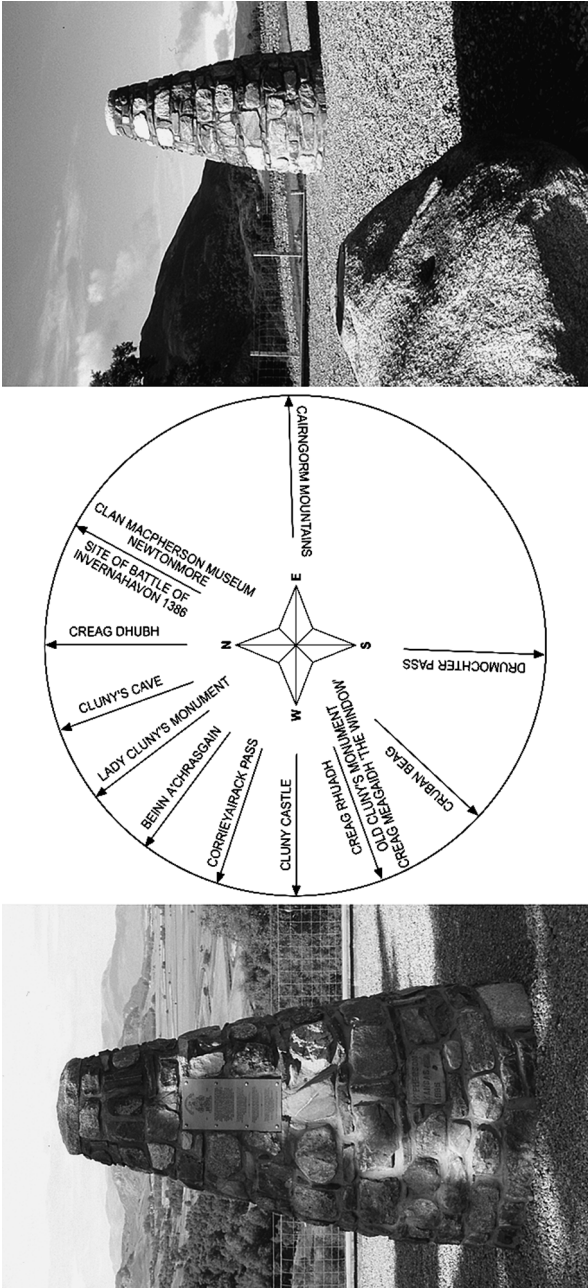 CAIRNGORM MOUNTAINS
CLAN MACPHERSON MUSEUM
NEWTONMORE
SITE OF BATTLE OF
INVERNAHAVON 1386
CREAG DHUBH
CLUNY'S CAVE
LADY CLUNY'S MONUMENT
BEINN A'CHRASGAIN
CORRIEYAIRACK PASS
CLUNY CASTLE
CREAG RHUADH
OLD CLUNY'S MONUMENT
CREAG MEAGAIDH 'THE WINDOW'
CRUBAN BEAG
DRUMOCHTER PASS
N
E
S
W